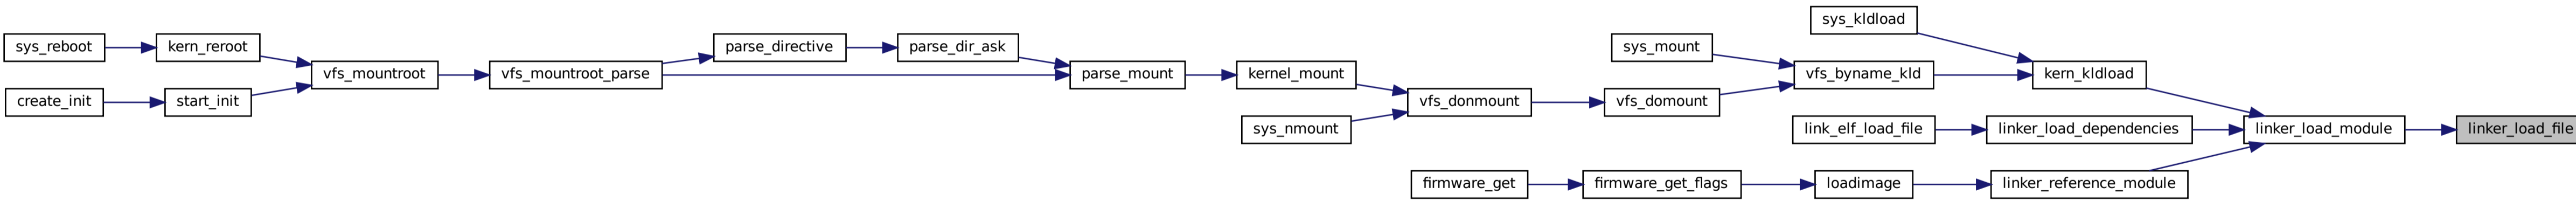 sys_kldload
sys_reboot
kern_reroot
parse_directive
parse_dir_ask
sys_mount
vfs_mountroot
vfs_mountroot_parse
parse_mount
kernel_mount
vfs_byname_kld
kern_kldload
create_init
start_init
vfs_donmount
vfs_domount
sys_nmount
link_elf_load_file
linker_load_dependencies
linker_load_module
linker_load_file
firmware_get
firmware_get_flags
loadimage
linker_reference_module